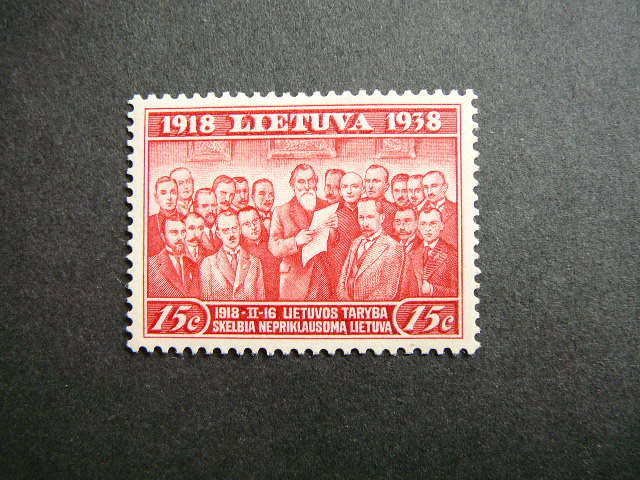 1918 LIETUVA 1938
15c 1918-II-16 LIETUVOS TARYBA 15c
SKELBIA NEPRIKLAUSOMĄ LIETUVĄ